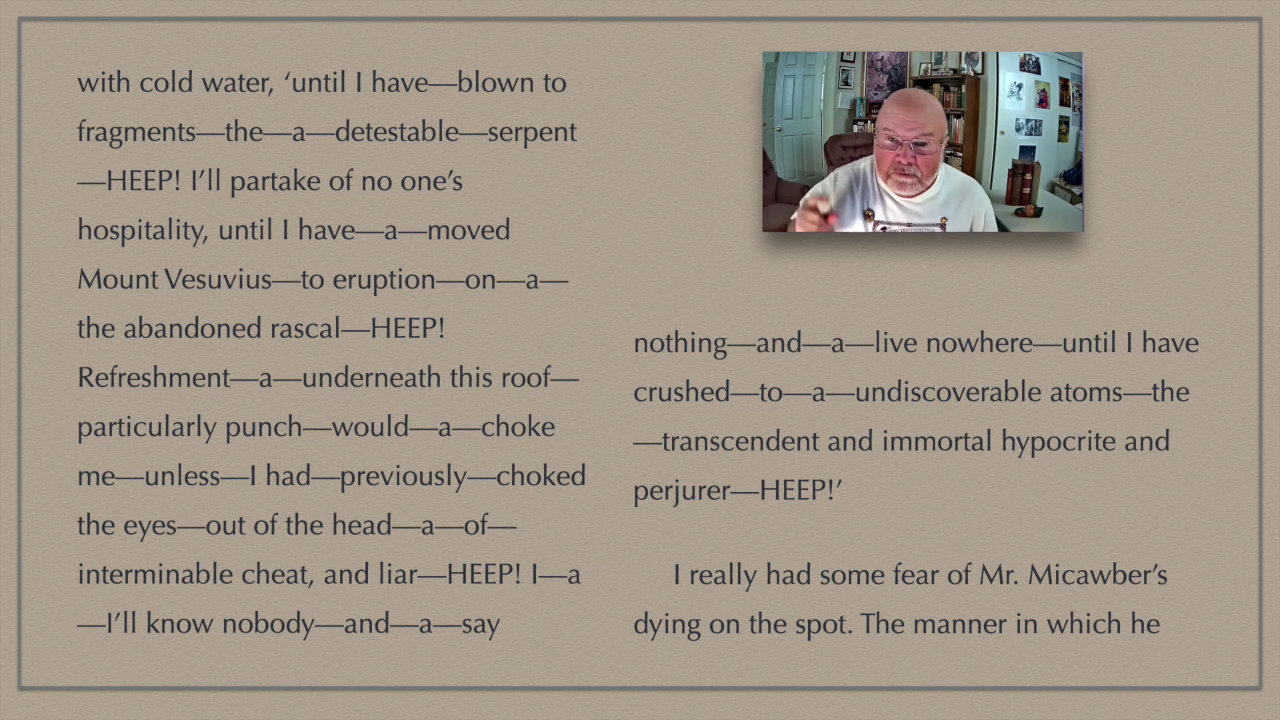 with cold water, ‘until I have—blown to
fragments—the—a—detestable—serpent
—HEEP! I’ll partake of no one’s
hospitality, until I have—a—moved
Mount Vesuvius—to eruption—on—a—
the abandoned rascal—HEEP!
Refreshment—a—underneath this roof—
particularly punch—would—a—choke
me—unless—I had—previously—choked
the eyes—out of the head—a—of—
interminable cheat, and liar—HEEP! I—a
—I’ll know nobody—and—a—say
nothing—and—a—live nowhere—until I have
crushed—to—a—undiscoverable atoms—the
—transcendent and immortal hypocrite and
perjurer—HEEP!’
I really had some fear of Mr. Micawber’s
dying on the spot. The manner in which he